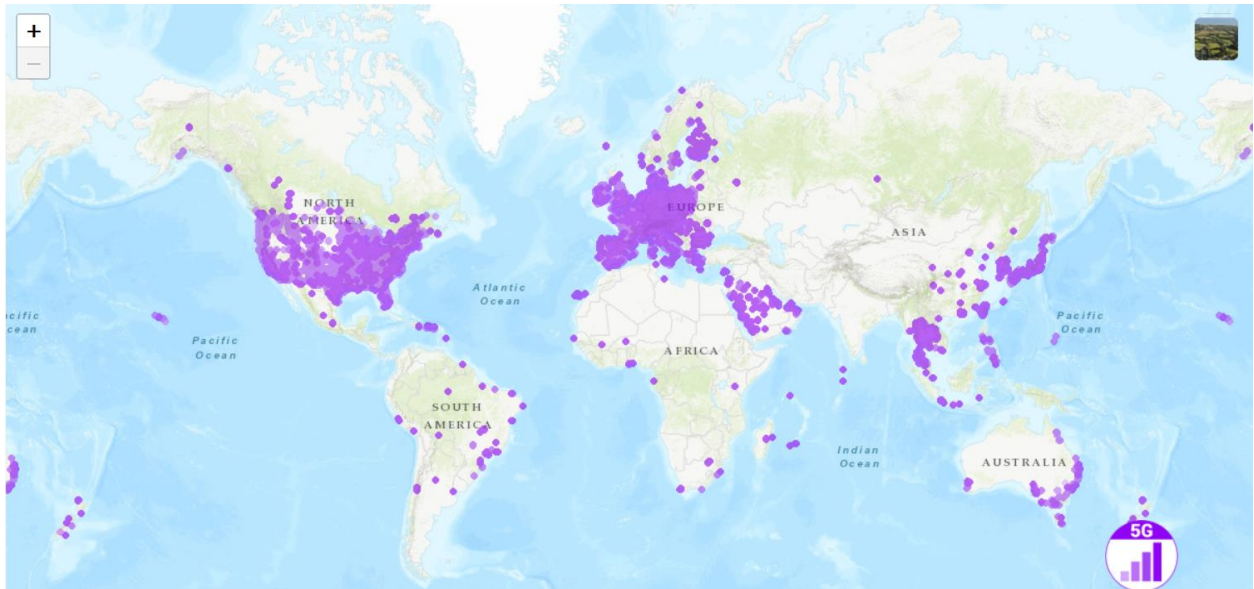 +
−
NORTH
AMERICA
EUROPE
ASIA
Atlantic
Ocean
Pacific
Ocean
Pacific
Ocean
AFRICA
SOUTH
AMERICA
Indian
Ocean
AUSTRALIA
5G